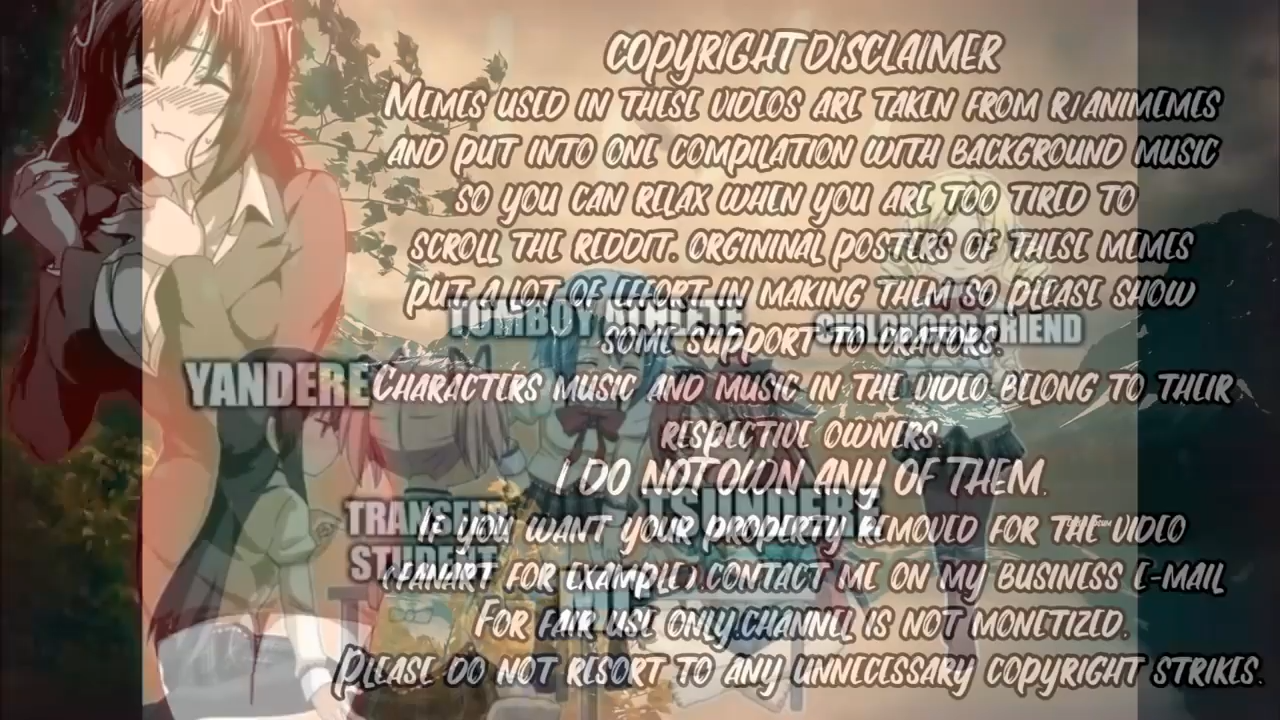 COPYRIGHT DISCLAIMER
MEMES USED IN THESE VIDEOS ARE TAKEN FROM R/ANIMEMES
AND PUT INTO ONE COMPILATION WITH BACKGROUND MUSIC
SO YOU CAN RELAX WHEN YOU ARE TOO TIRED TO
SCROLL THE REDDIT. ORGININAL POSTERS OF THESE MEMES
PUT A LOT OF EFFORT IN MAKING THEM SO PLEASE SHOW
TOMBOY ATHLETE
CHILDHOOD FRIEND
SOME SUPPORT TO CRATORS.
YANDERE
CHARACTERS MUSIC AND MUSIC IN THE VIDEO BELONG TO THEIR
RESPECTIVE OWNERS.
I DO NOT OWN ANY OF THEM.
TSUNDERE
TRANSFER
STUDENT
IF YOU WANT YOUR PROPERTY REMOVED FOR THE VIDEO
(FANART FOR EXAMPLE).CONTACT ME ON MY BUSINESS E-MAIL
ME
FOR FAIR USE ONLY.CHANNEL IS NOT MONETIZED.
PLEASE DO NOT RESORT TO ANY UNNECESSARY COPYRIGHT STRIKES.